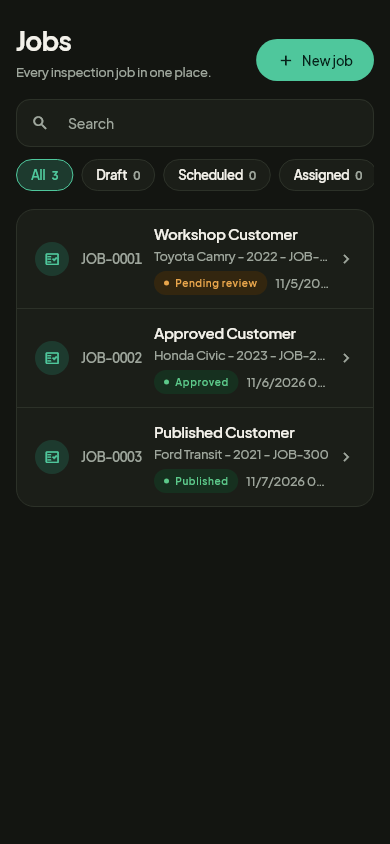 Jobs
Every inspection job in one place.
New job
Search
All 3
Draft 0
Scheduled 0
Assigned 0
JOB-0001
Workshop Customer
Toyota Camry – 2022 – JOB-...
Pending review
11/5/20...
JOB-0002
Approved Customer
Honda Civic – 2023 – JOB-2...
Approved
11/6/2026 0...
JOB-0003
Published Customer
Ford Transit – 2021 – JOB-300
Published
11/7/2026 0...